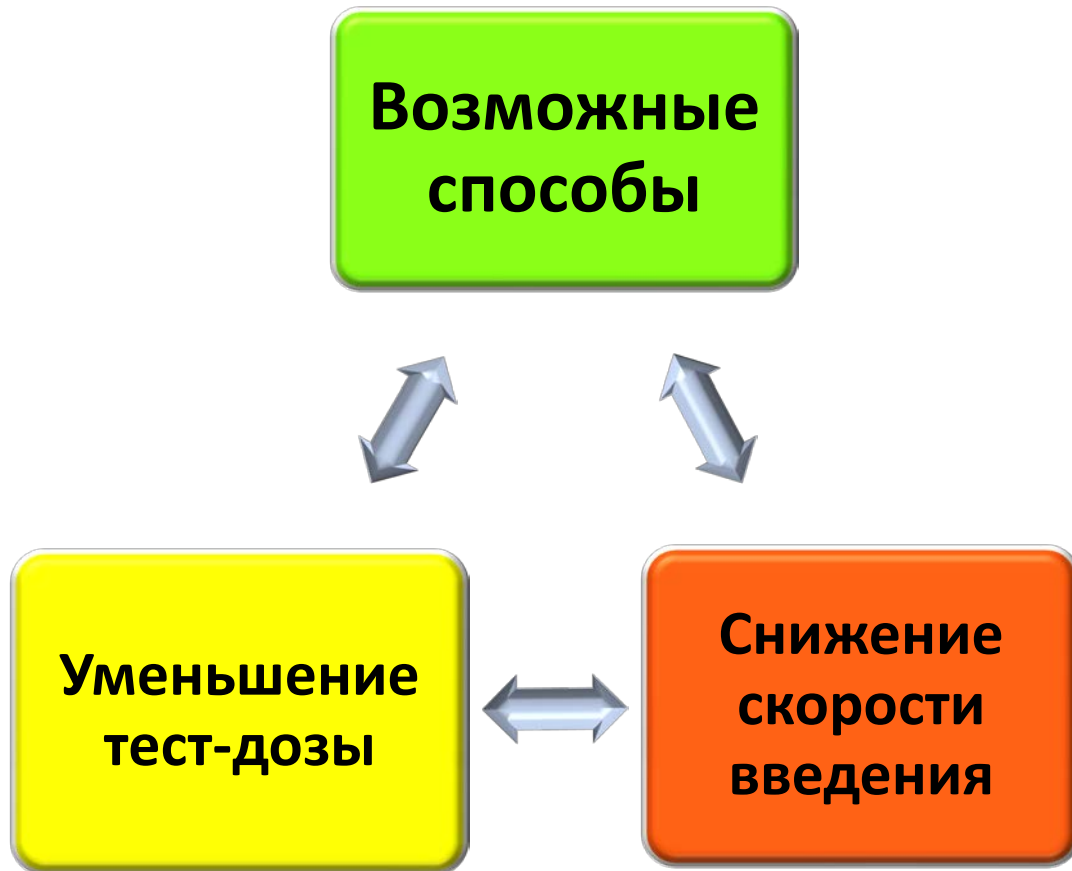 Возможные
способы
Уменьшение
тест-дозы
Снижение
скорости
введения